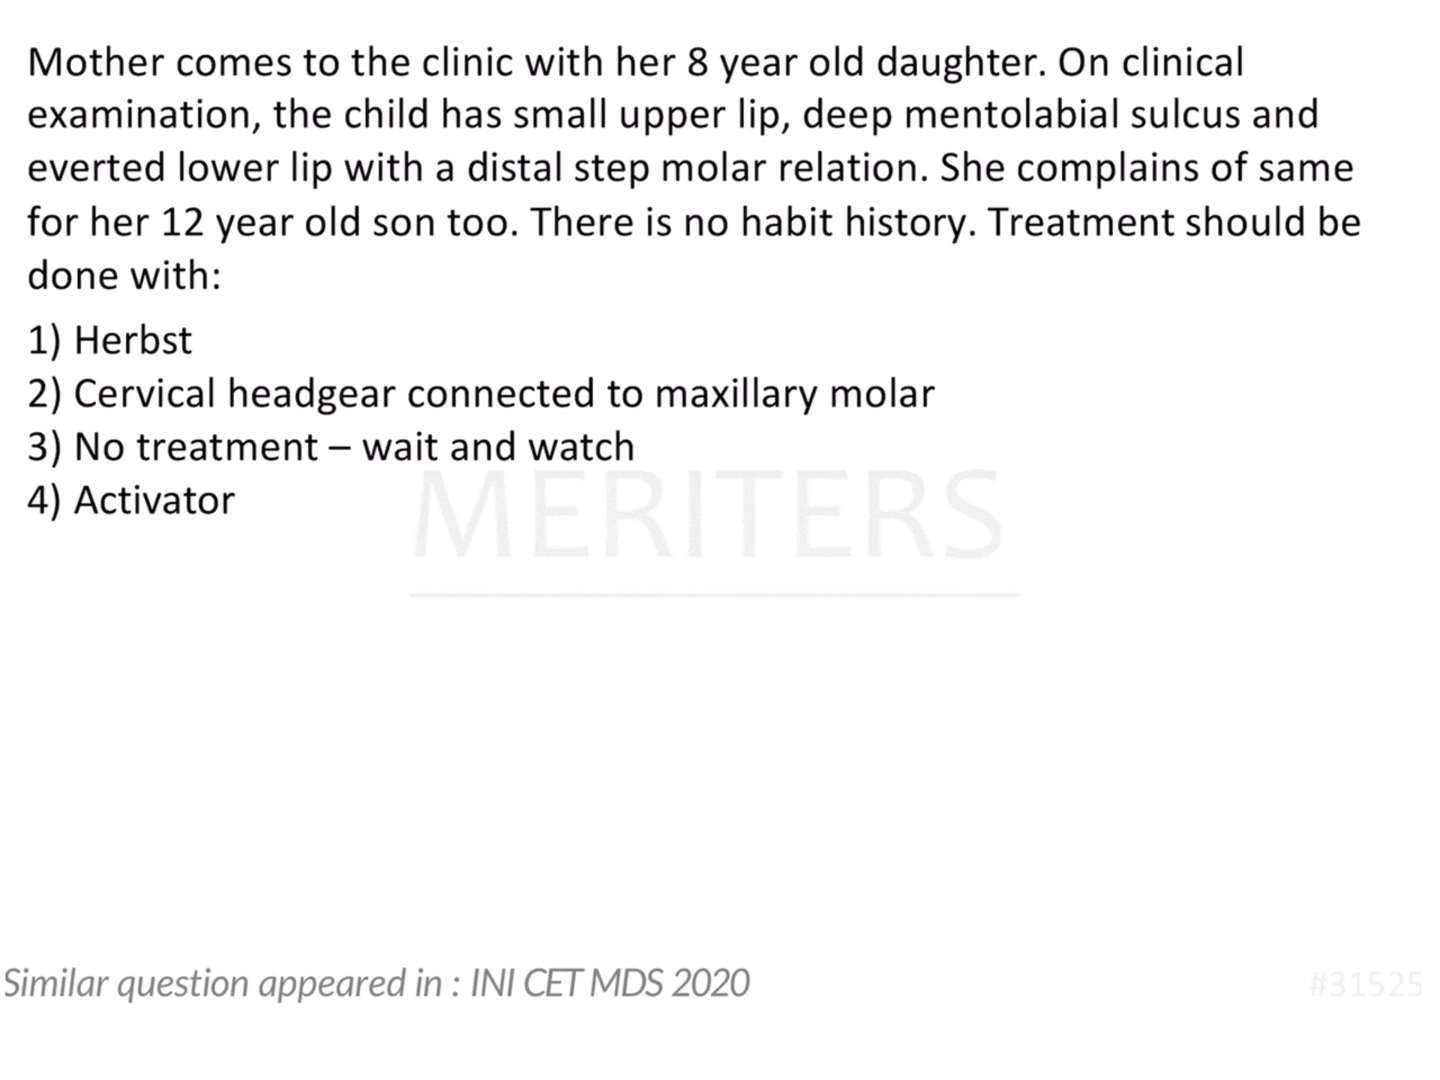 Mother comes to the clinic with her 8 year old daughter. On clinical
examination, the child has small upper lip, deep mentolabial sulcus and
everted lower lip with a distal step molar relation. She complains of same
for her 12 year old son too. There is no habit history. Treatment should be
done with:
1) Herbst
2) Cervical headgear connected to maxillary molar
3) No treatment – wait and watch
4) Activator
MERITERS
Similar question appeared in : INI CET MDS 2020
#31525